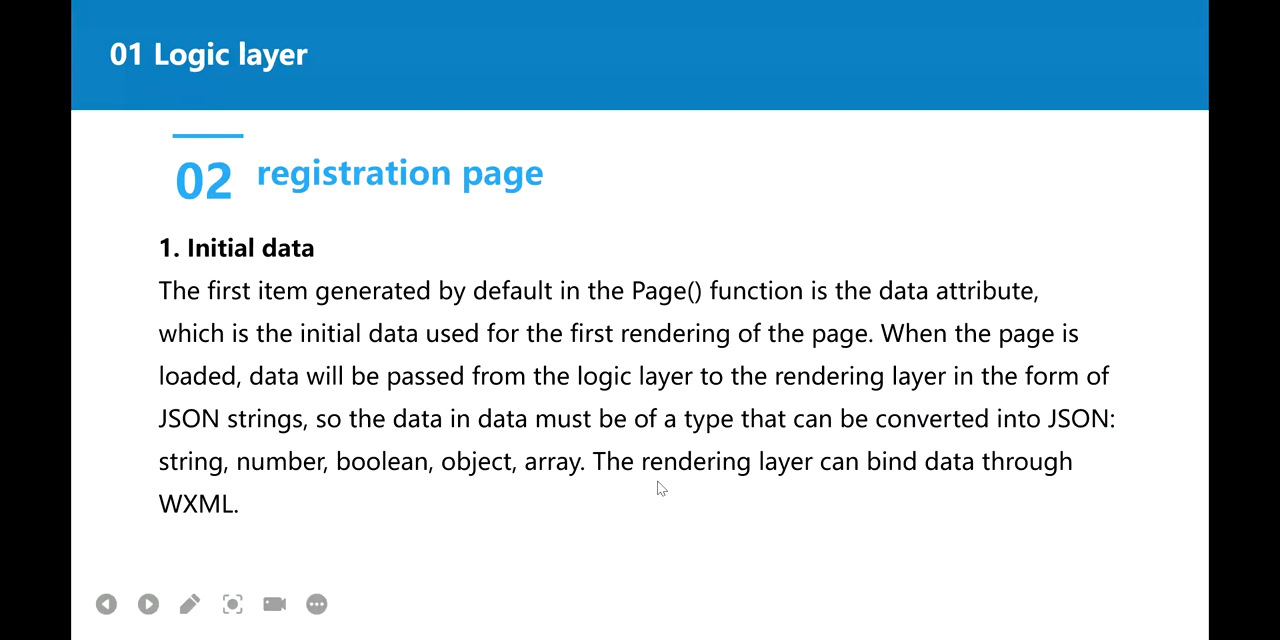 01 Logic layer
02 registration page
1. Initial data
The first item generated by default in the Page() function is the data attribute,
which is the initial data used for the first rendering of the page. When the page is
loaded, data will be passed from the logic layer to the rendering layer in the form of
JSON strings, so the data in data must be of a type that can be converted into JSON:
string, number, boolean, object, array. The rendering layer can bind data through
WXML.